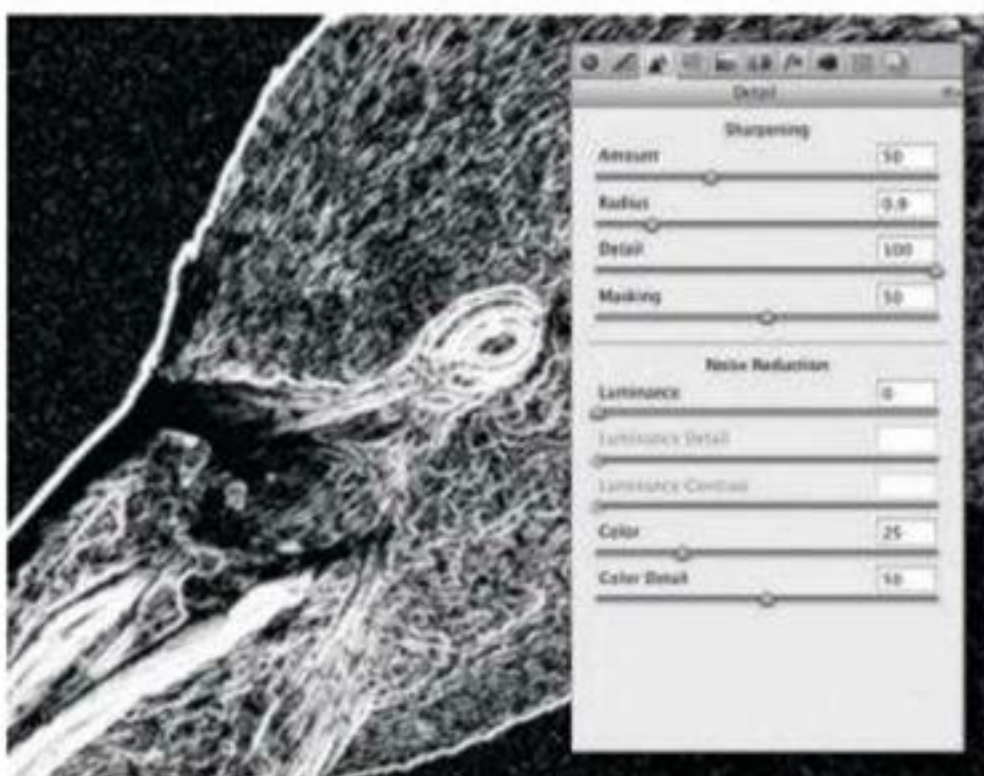 Detail
Sharpening
Amount 50
Radius 0.9
Detail 100
Masking 50
Noise Reduction
Luminance 0
Luminance Detail
Luminance Contrast
Color 25
Color Detail 50